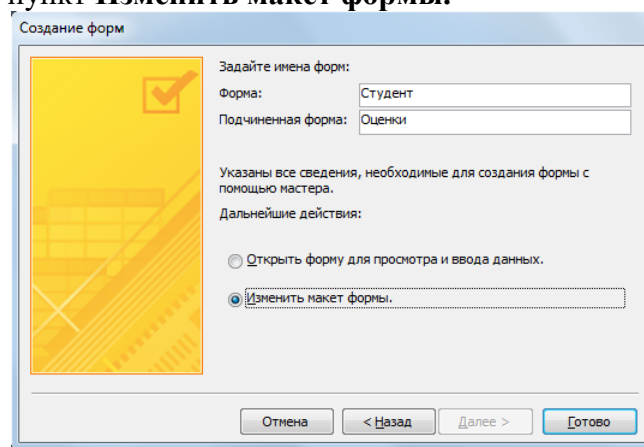 пункт Изменить макет формы.
Создание форм
Задайте имена форм:
Форма: Студент
Подчиненная форма: Оценки
Указаны все сведения, необходимые для создания формы с
помощью мастера.
Дальнейшие действия:
Открыть форму для просмотра и ввода данных.
Изменить макет формы.
Отмена < Назад Далее > Готово